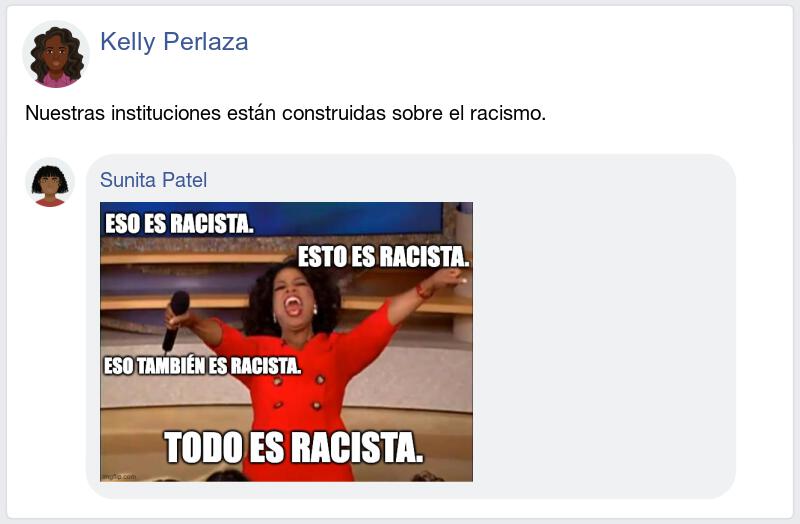 Kelly Perlaza
Nuestras instituciones están construidas sobre el racismo.
Sunita Patel
ESO ES RACISTA.
ESTO ES RACISTA.
ESO TAMBIÉN ES RACISTA.
TODO ES RACISTA.
imgflip.com